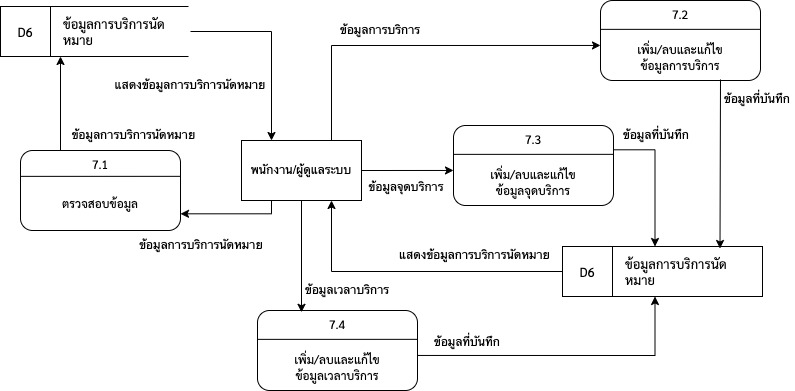 7.2
ข้อมูลการบริการ
D6
ข้อมูลการบริการนัด
หมาย
เพิ่ม/ลบและแก้ไข
ข้อมูลการบริการ
แสดงข้อมูลการบริการนัดหมาย
ข้อมูลที่บันทึก
ข้อมูลการบริการนัดหมาย
7.3
ข้อมูลที่บันทึก
7.1
พนักงาน/ผู้ดูแลระบบ
เพิ่ม/ลบและแก้ไข
ข้อมูลจุดบริการ
ข้อมูลจุดบริการ
ตรวจสอบข้อมูล
ข้อมูลการบริการนัดหมาย
แสดงข้อมูลการบริการนัดหมาย
D6
ข้อมูลการบริการนัด
หมาย
ข้อมูลเวลาบริการ
7.4
ข้อมูลที่บันทึก
เพิ่ม/ลบและแก้ไข
ข้อมูลเวลาบริการ